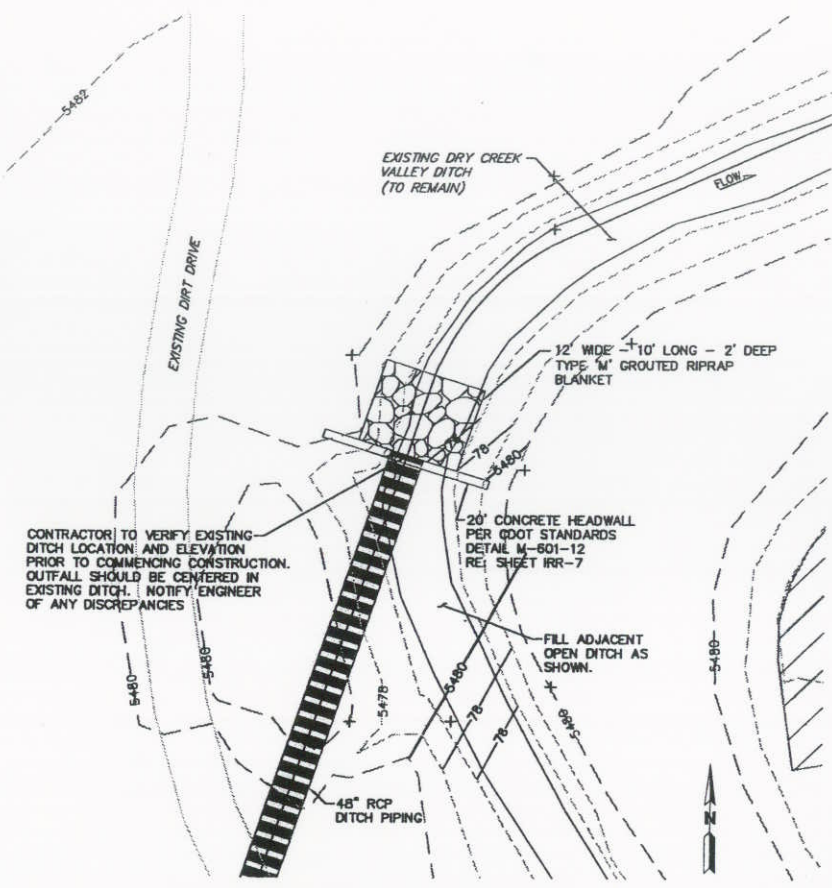 5482
EXISTING DRY CREEK
VALLEY DITCH
(TO REMAIN)
FLOW
EXISTING DIRT DRIVE
12' WIDE - 10' LONG - 2' DEEP
TYPE 'M' GROUTED RIPRAP
BLANKET
78
78
5480
CONTRACTOR TO VERIFY EXISTING
DITCH LOCATION AND ELEVATION
PRIOR TO COMMENCING CONSTRUCTION.
OUTFALL SHOULD BE CENTERED IN
EXISTING DITCH. NOTIFY ENGINEER
OF ANY DISCREPANCIES
20' CONCRETE HEADWALL
PER CDOT STANDARDS
DETAIL M-601-12
RE: SHEET IRR-7
FILL ADJACENT
OPEN DITCH AS
SHOWN.
5480
5480
5480
5478
5480
78
78
5480
48" RCP
DITCH PIPING
N